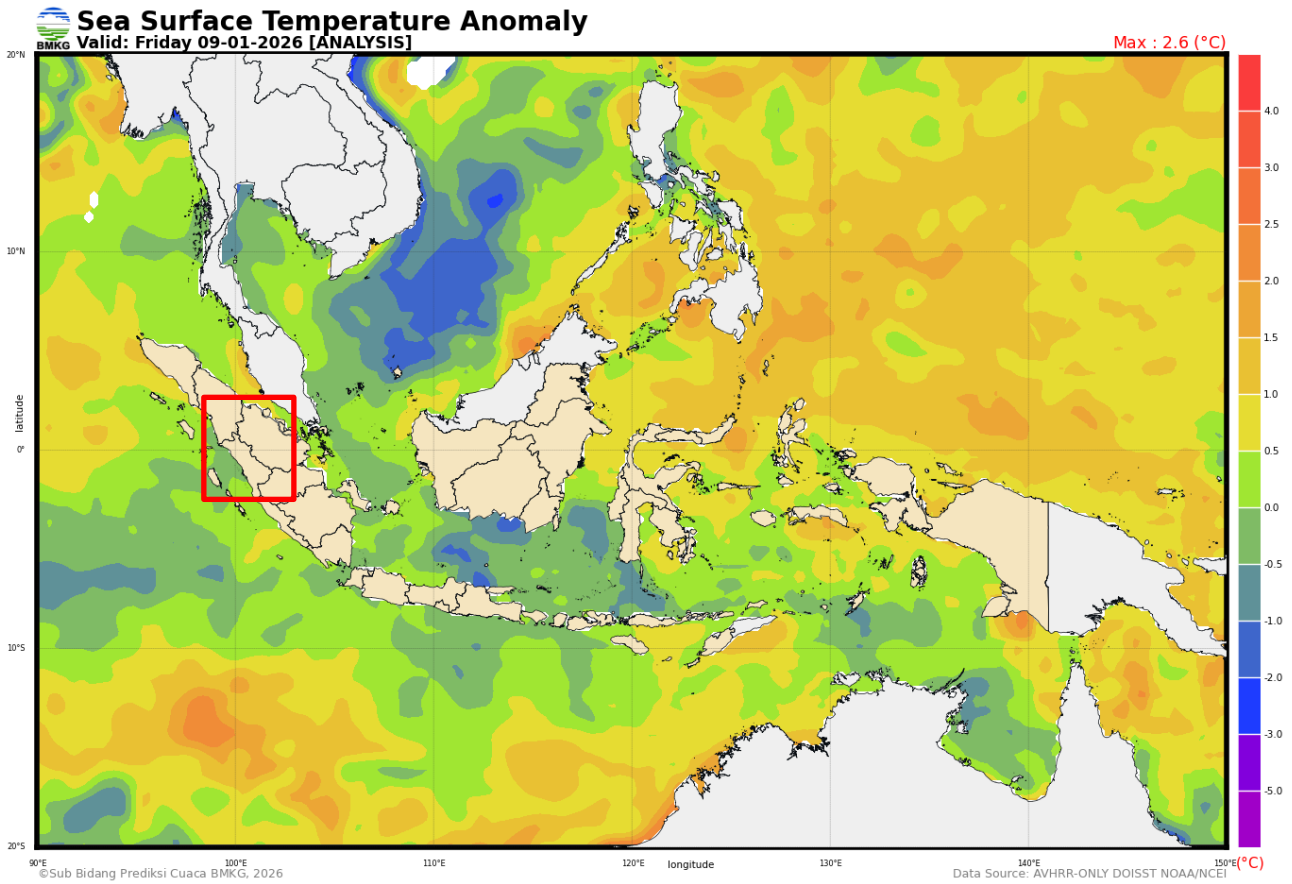 Sea Surface Temperature Anomaly
BMKG
Valid: Friday 09-01-2026 [ANALYSIS]
Max : 2.6 (°C)
20°N
10°N
0°
10°S
20°S
latitude
90°E
100°E
110°E
120°E
130°E
140°E
150°E
longitude
4.0
3.0
2.5
2.0
1.5
1.0
0.5
0.0
-0.5
-1.0
-2.0
-3.0
-5.0
(°C)
©Sub Bidang Prediksi Cuaca BMKG, 2026
Data Source: AVHRR-ONLY DOISST NOAA/NCEI